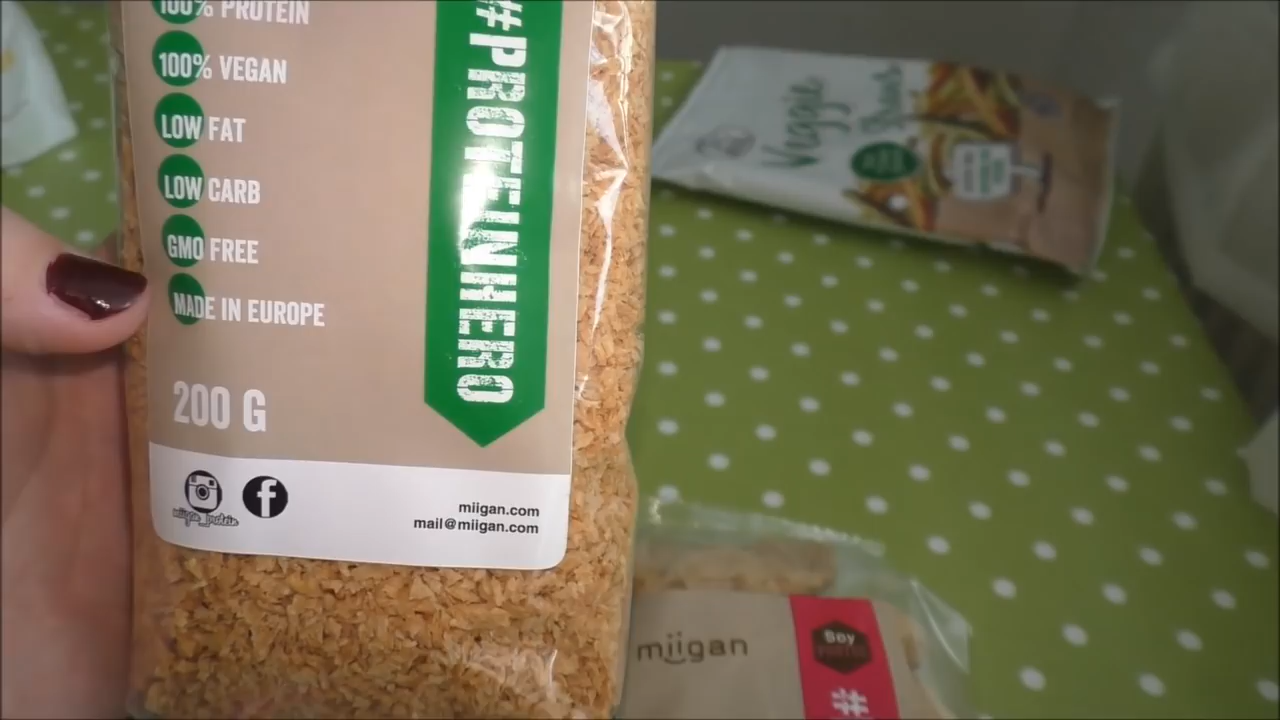 100% PROTEIN
100% VEGAN
LOW FAT
LOW CARB
GMO FREE
MADE IN EUROPE
200 G
##PROTEINHERO
miigan_protein
f
miigan.com
mail@miigan.com
Veggie
miigan
Soy
#